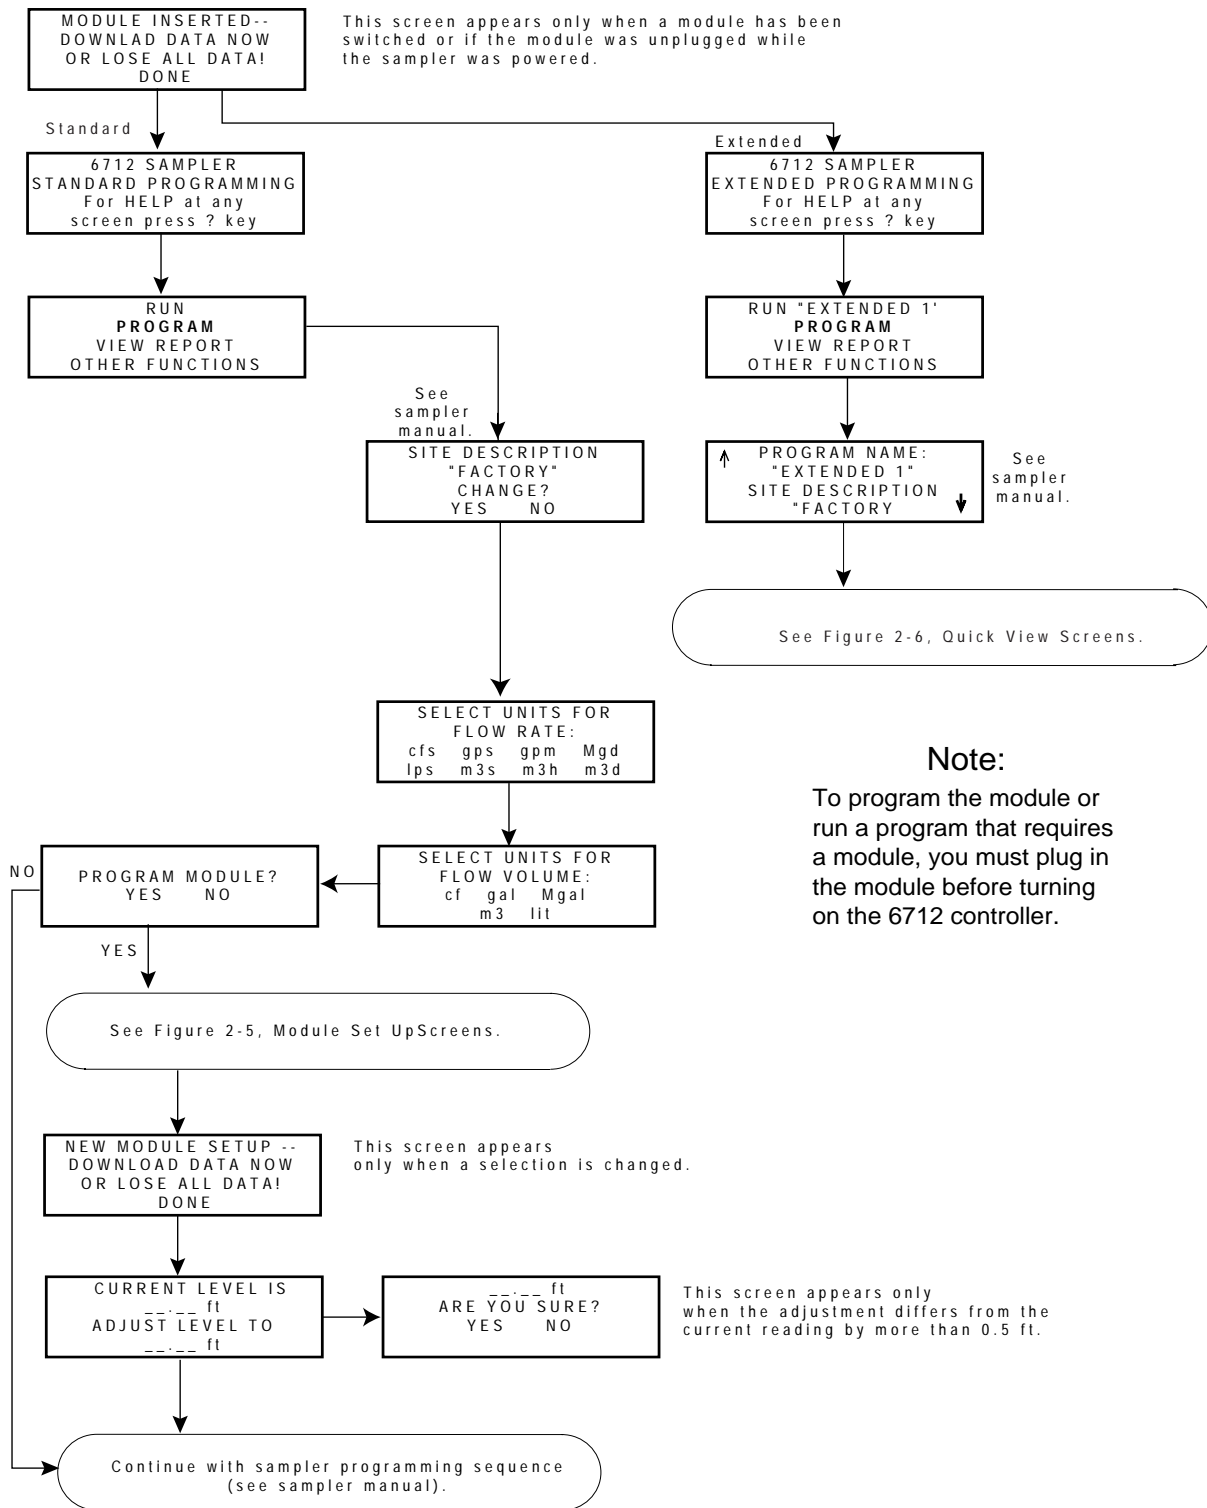 MODULE INSERTED--
DOWNLAD DATA NOW
OR LOSE ALL DATA!
DONE
This screen appears only when a module has been
switched or if the module was unplugged while
the sampler was powered.
Standard
Extended
6712 SAMPLER
STANDARD PROGRAMMING
For HELP at any
screen press ? key
6712 SAMPLER
EXTENDED PROGRAMMING
For HELP at any
screen press ? key
RUN
PROGRAM
VIEW REPORT
OTHER FUNCTIONS
RUN "EXTENDED 1'
PROGRAM
VIEW REPORT
OTHER FUNCTIONS
See
sampler
manual.
SITE DESCRIPTION
"FACTORY"
CHANGE?
YES NO
PROGRAM NAME:
"EXTENDED 1"
SITE DESCRIPTION
"FACTORY
See
sampler
manual.
See Figure 2-6, Quick View Screens.
SELECT UNITS FOR
FLOW RATE:
cfs gps gpm Mgd
lps m3s m3h m3d
Note:
To program the module or
run a program that requires
a module, you must plug in
the module before turning
on the 6712 controller.
SELECT UNITS FOR
FLOW VOLUME:
cf gal Mgal
m3 lit
NO
PROGRAM MODULE?
YES NO
YES
See Figure 2-5, Module Set UpScreens.
NEW MODULE SETUP --
DOWNLOAD DATA NOW
OR LOSE ALL DATA!
DONE
This screen appears
only when a selection is changed.
CURRENT LEVEL IS
__.__ ft
ADJUST LEVEL TO
__.__ ft
__.__ ft
ARE YOU SURE?
YES NO
This screen appears only
when the adjustment differs from the
current reading by more than 0.5 ft.
Continue with sampler programming sequence
(see sampler manual).